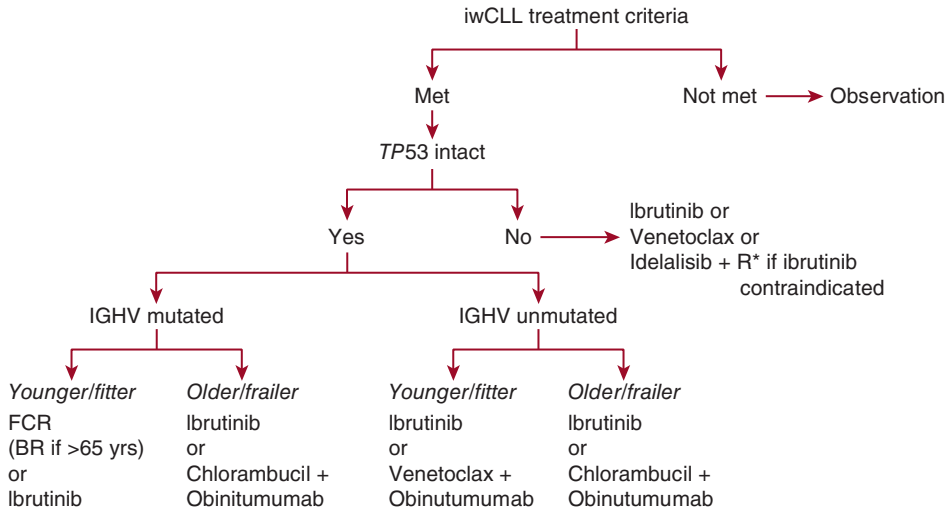 iwCLL treatment criteria
Met
Not met
Observation
TP53 intact
Yes
No
Ibrutinib or
Venetoclax or
Idelalisib + R* if ibrutinib
contraindicated
IGHV mutated
IGHV unmutated
Younger/fitter
FCR
(BR if >65 yrs)
or
Ibrutinib
Older/frailer
Ibrutinib
or
Chlorambucil +
Obinitumumab
Younger/fitter
Ibrutinib
or
Venetoclax +
Obinutumumab
Older/frailer
Ibrutinib
or
Chlorambucil +
Obinutumumab